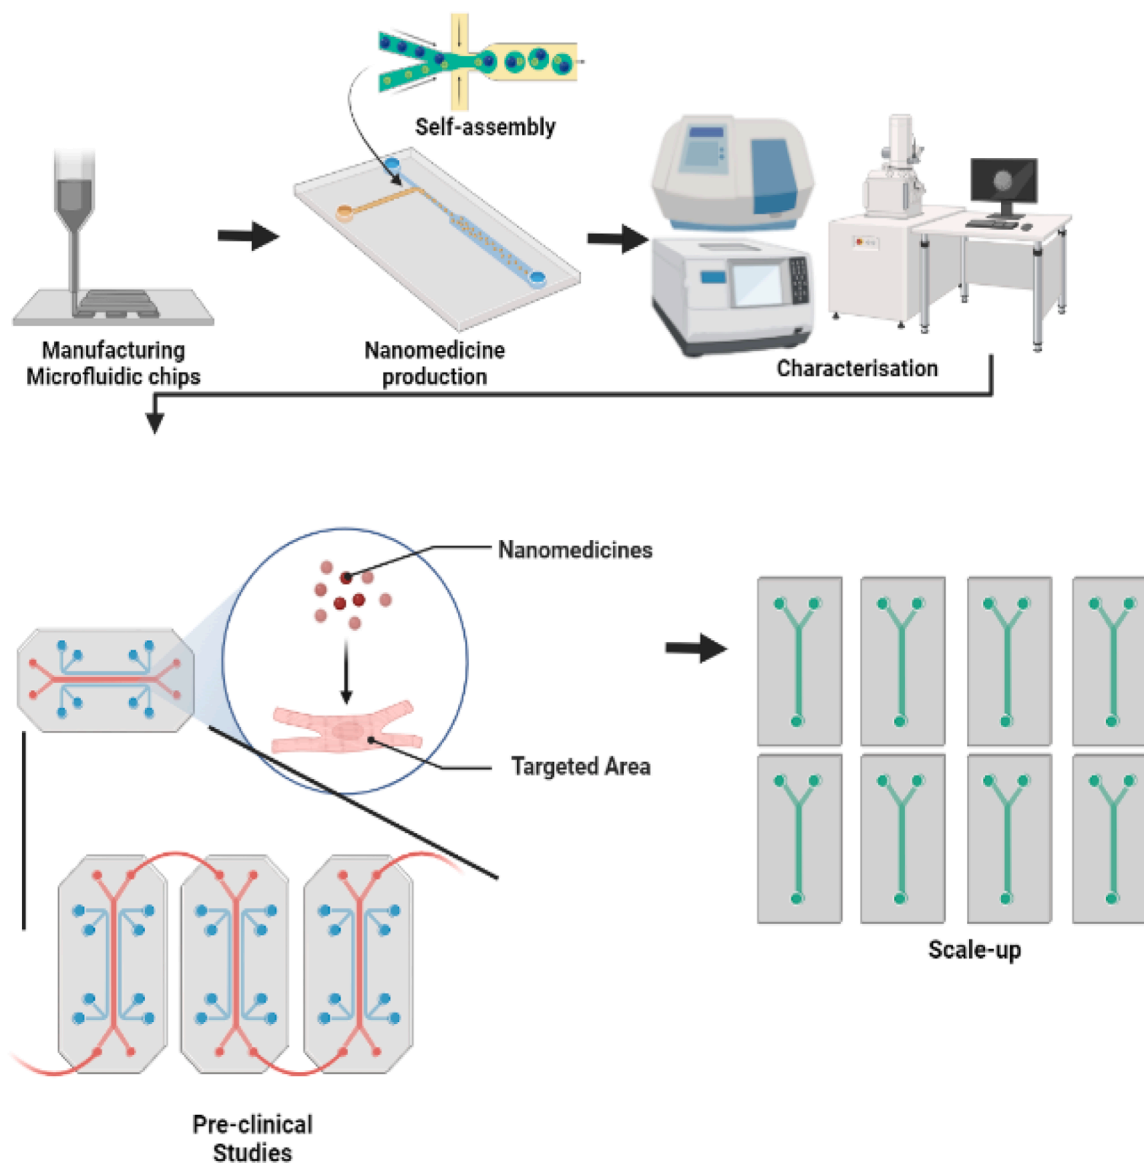 Self-assembly
Manufacturing
Microfluidic chips
Nanomedicine
production
Characterisation
Nanomedicines
Targeted Area
Scale-up
Pre-clinical
Studies